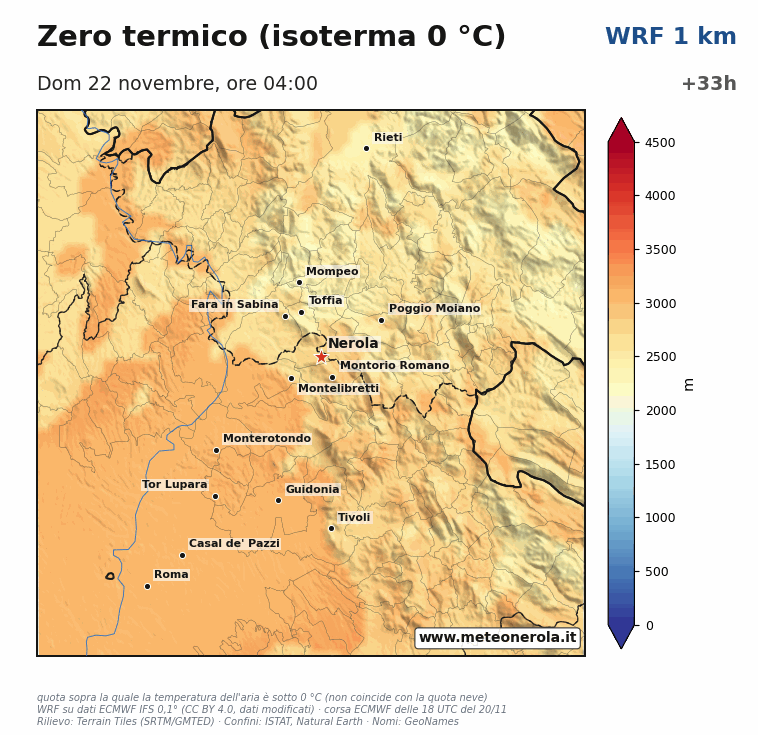 Zero termico (isoterma 0 °C)
WRF 1 km
Dom 22 novembre, ore 04:00
+33h
Rieti
Mompeo
Toffia
Fara in Sabina
Poggio Moiano
Nerola
Montorio Romano
Montelibretti
Monterotondo
Tor Lupara
Guidonia
Tivoli
Casal de' Pazzi
Roma
www.meteonerola.it
4500
4000
3500
3000
2500
2000
1500
1000
500
0
m
quota sopra la quale la temperatura dell'aria è sotto 0 °C (non coincide con la quota neve)
WRF su dati ECMWF IFS 0,1° (CC BY 4.0, dati modificati) · corsa ECMWF delle 18 UTC del 20/11
Rilievo: Terrain Tiles (SRTM/GMTED) · Confini: ISTAT, Natural Earth · Nomi: GeoNames